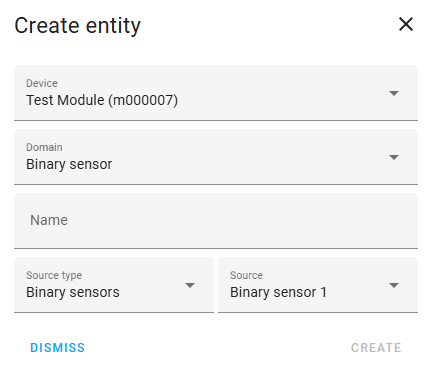 Create entity
Device
Test Module (m000007)
Domain
Binary sensor
Name
Source type
Binary sensors
Source
Binary sensor 1
DISMISS
CREATE